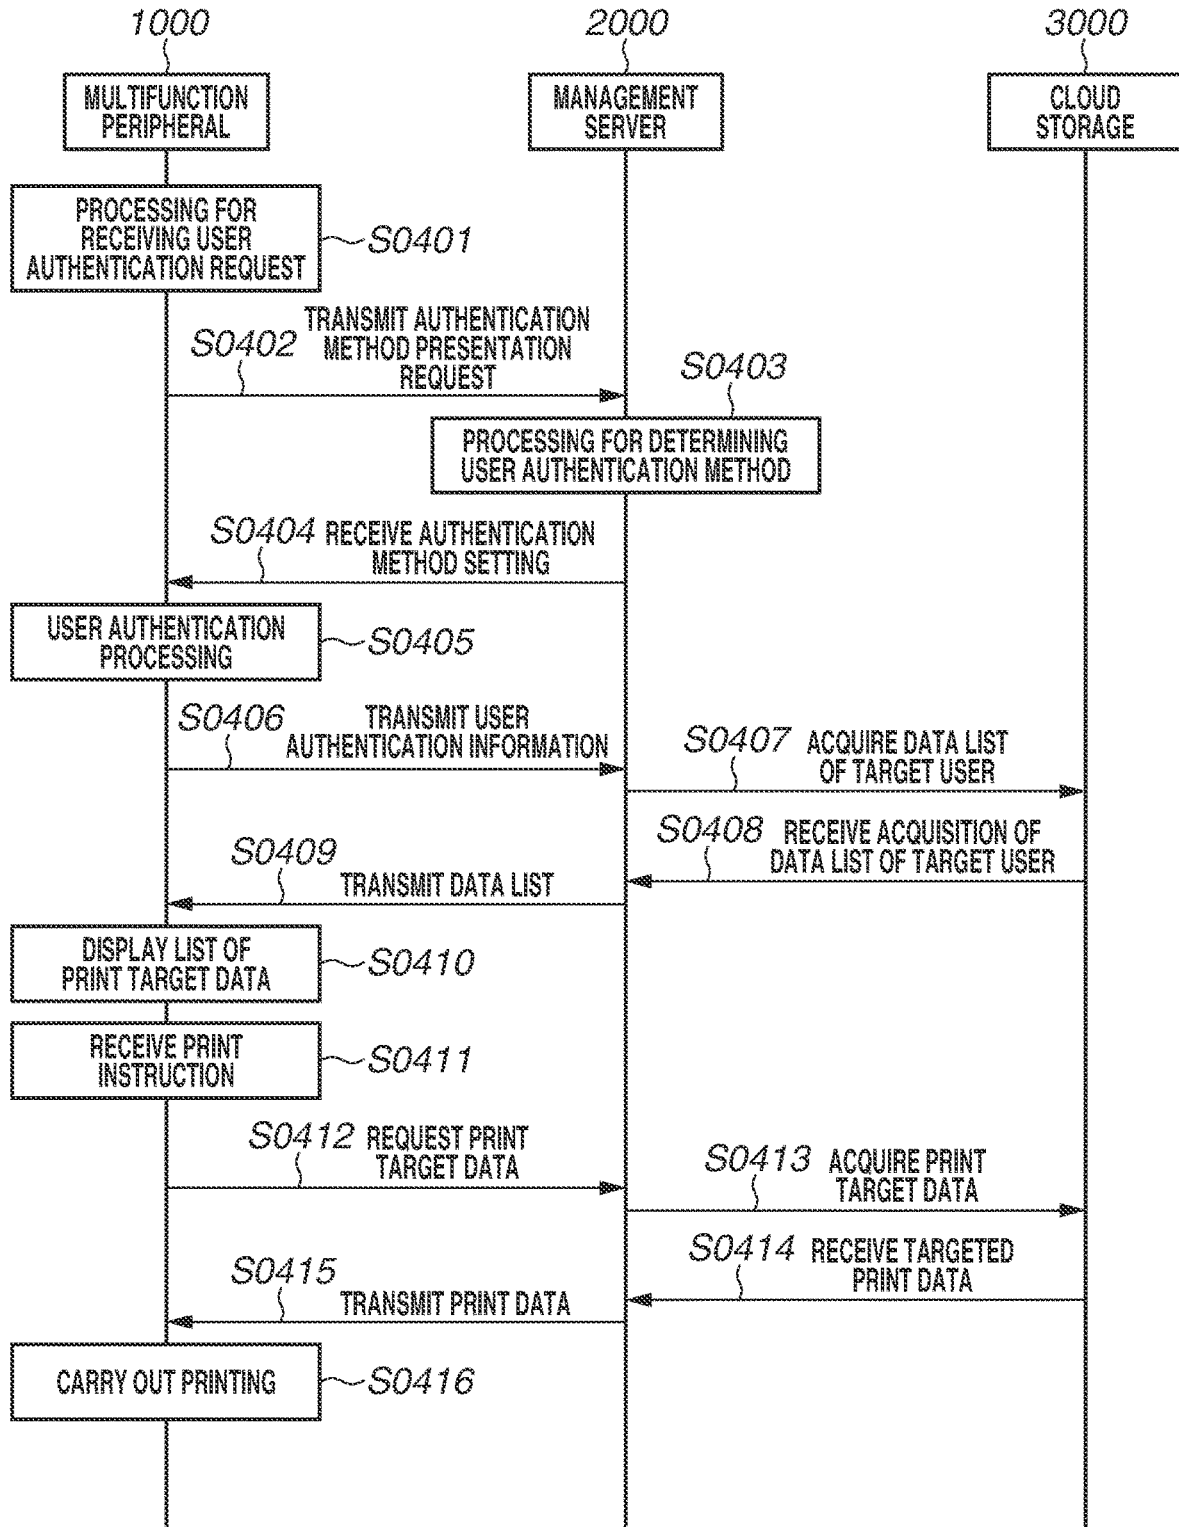 1000
2000
3000
MULTIFUNCTION
PERIPHERAL
MANAGEMENT
SERVER
CLOUD
STORAGE
PROCESSING FOR
RECEIVING USER
AUTHENTICATION REQUEST
S0401
S0402
TRANSMIT AUTHENTICATION
METHOD PRESENTATION
REQUEST
S0403
PROCESSING FOR DETERMINING
USER AUTHENTICATION METHOD
S0404 RECEIVE AUTHENTICATION
METHOD SETTING
USER AUTHENTICATION
PROCESSING
S0405
S0406
TRANSMIT USER
AUTHENTICATION INFORMATION
S0407 ACQUIRE DATA LIST
OF TARGET USER
S0408 RECEIVE ACQUISITION OF
DATA LIST OF TARGET USER
S0409
TRANSMIT DATA LIST
DISPLAY LIST OF
PRINT TARGET DATA
S0410
RECEIVE PRINT
INSTRUCTION
S0411
S0412 REQUEST PRINT
TARGET DATA
S0413 ACQUIRE PRINT
TARGET DATA
S0414 RECEIVE TARGETED
PRINT DATA
S0415
TRANSMIT PRINT DATA
CARRY OUT PRINTING
S0416